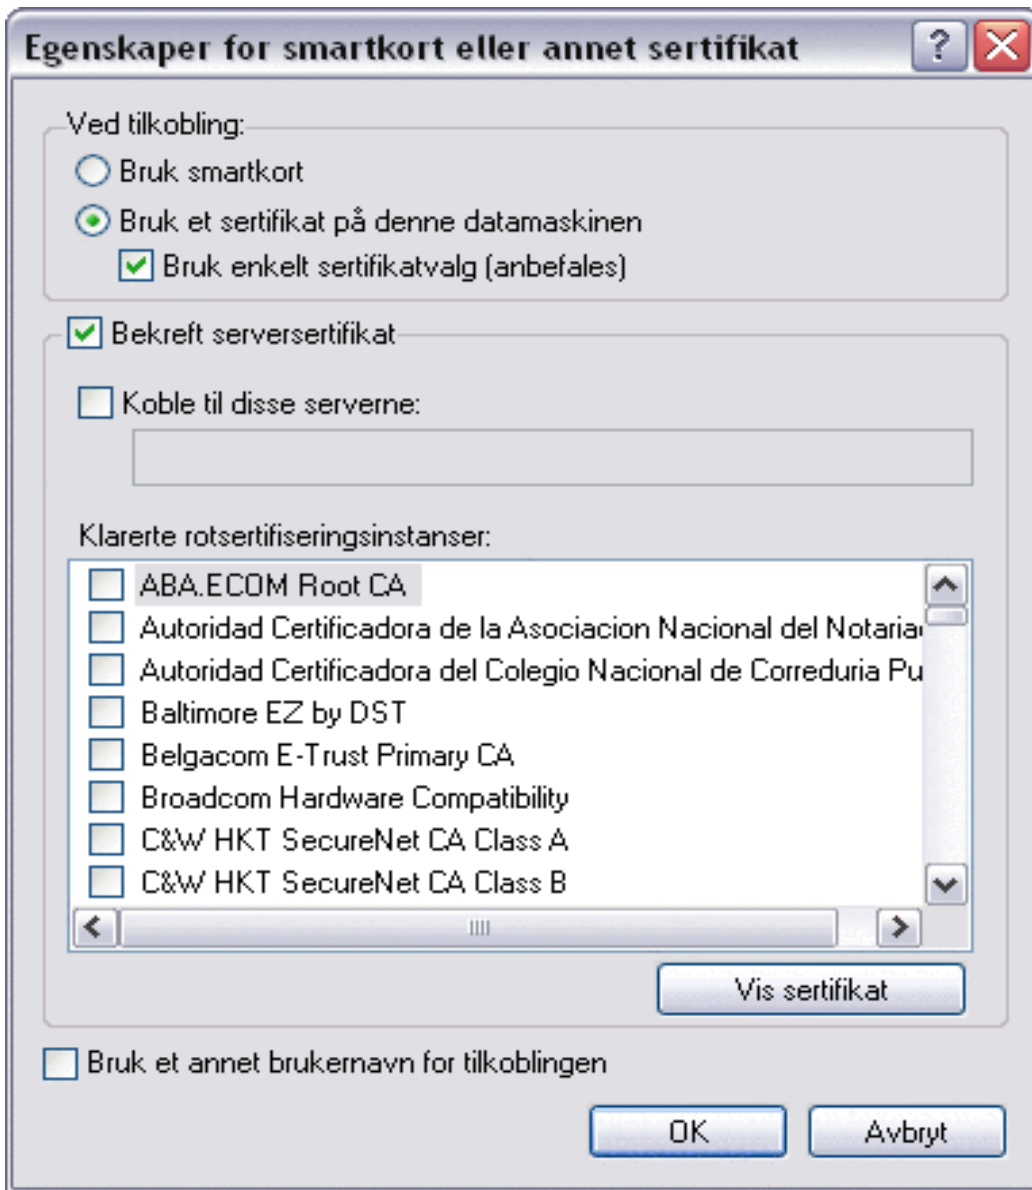 Egenskaper for smartkort eller annet sertifikat
Ved tilkobling:
Bruk smartkort
Bruk et sertifikat på denne datamaskinen
Bruk enkelt sertifikatvalg (anbefales)
Bekreft serversertifikat
Koble til disse serverne:
Klarerte rotsertifiseringsinstanser:
ABA.ECOM Root CA
Autoridad Certificadora de la Asociacion Nacional del Notaria
Autoridad Certificadora del Colegio Nacional de Correduria Pu
Baltimore EZ by DST
Belgacom E-Trust Primary CA
Broadcom Hardware Compatibility
C&W HKT SecureNet CA Class A
C&W HKT SecureNet CA Class B
Vis sertifikat
Bruk et annet brukernavn for tilkoblingen
OK
Avbryt